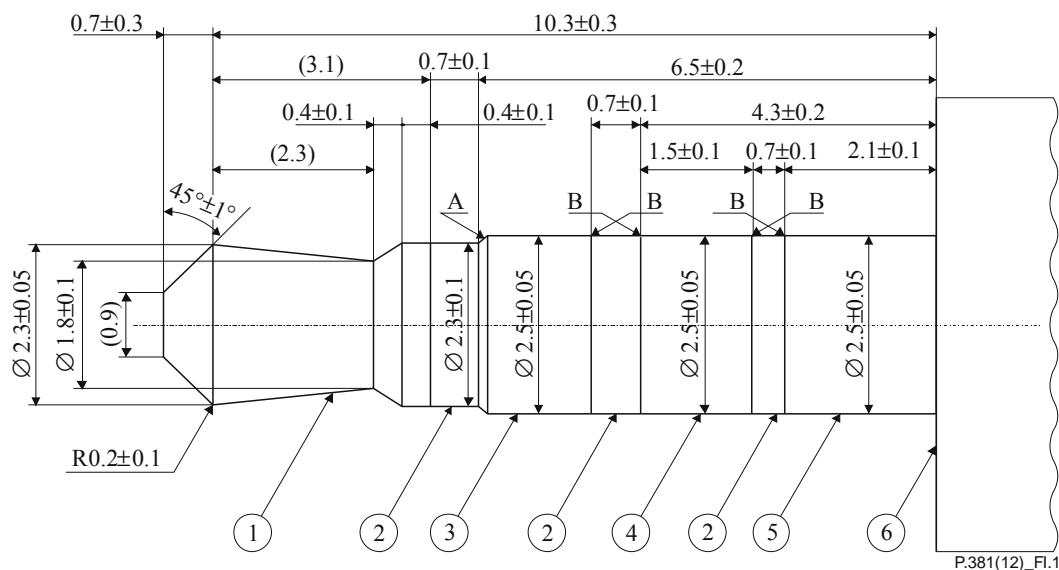 0.7±0.3
10.3±0.3
(3.1)
0.7±0.1
6.5±0.2
0.4±0.1
0.4±0.1
0.7±0.1
4.3±0.2
(2.3)
1.5±0.1
0.7±0.1
2.1±0.1
45°±1°
A
B
B
B
B
Ø 2.3±0.05
Ø 1.8±0.1
(0.9)
Ø 2.3±0.1
Ø 2.5±0.05
Ø 2.5±0.05
Ø 2.5±0.05
R0.2±0.1
1
2
3
2
4
2
5
6
P.381(12)_FI.1